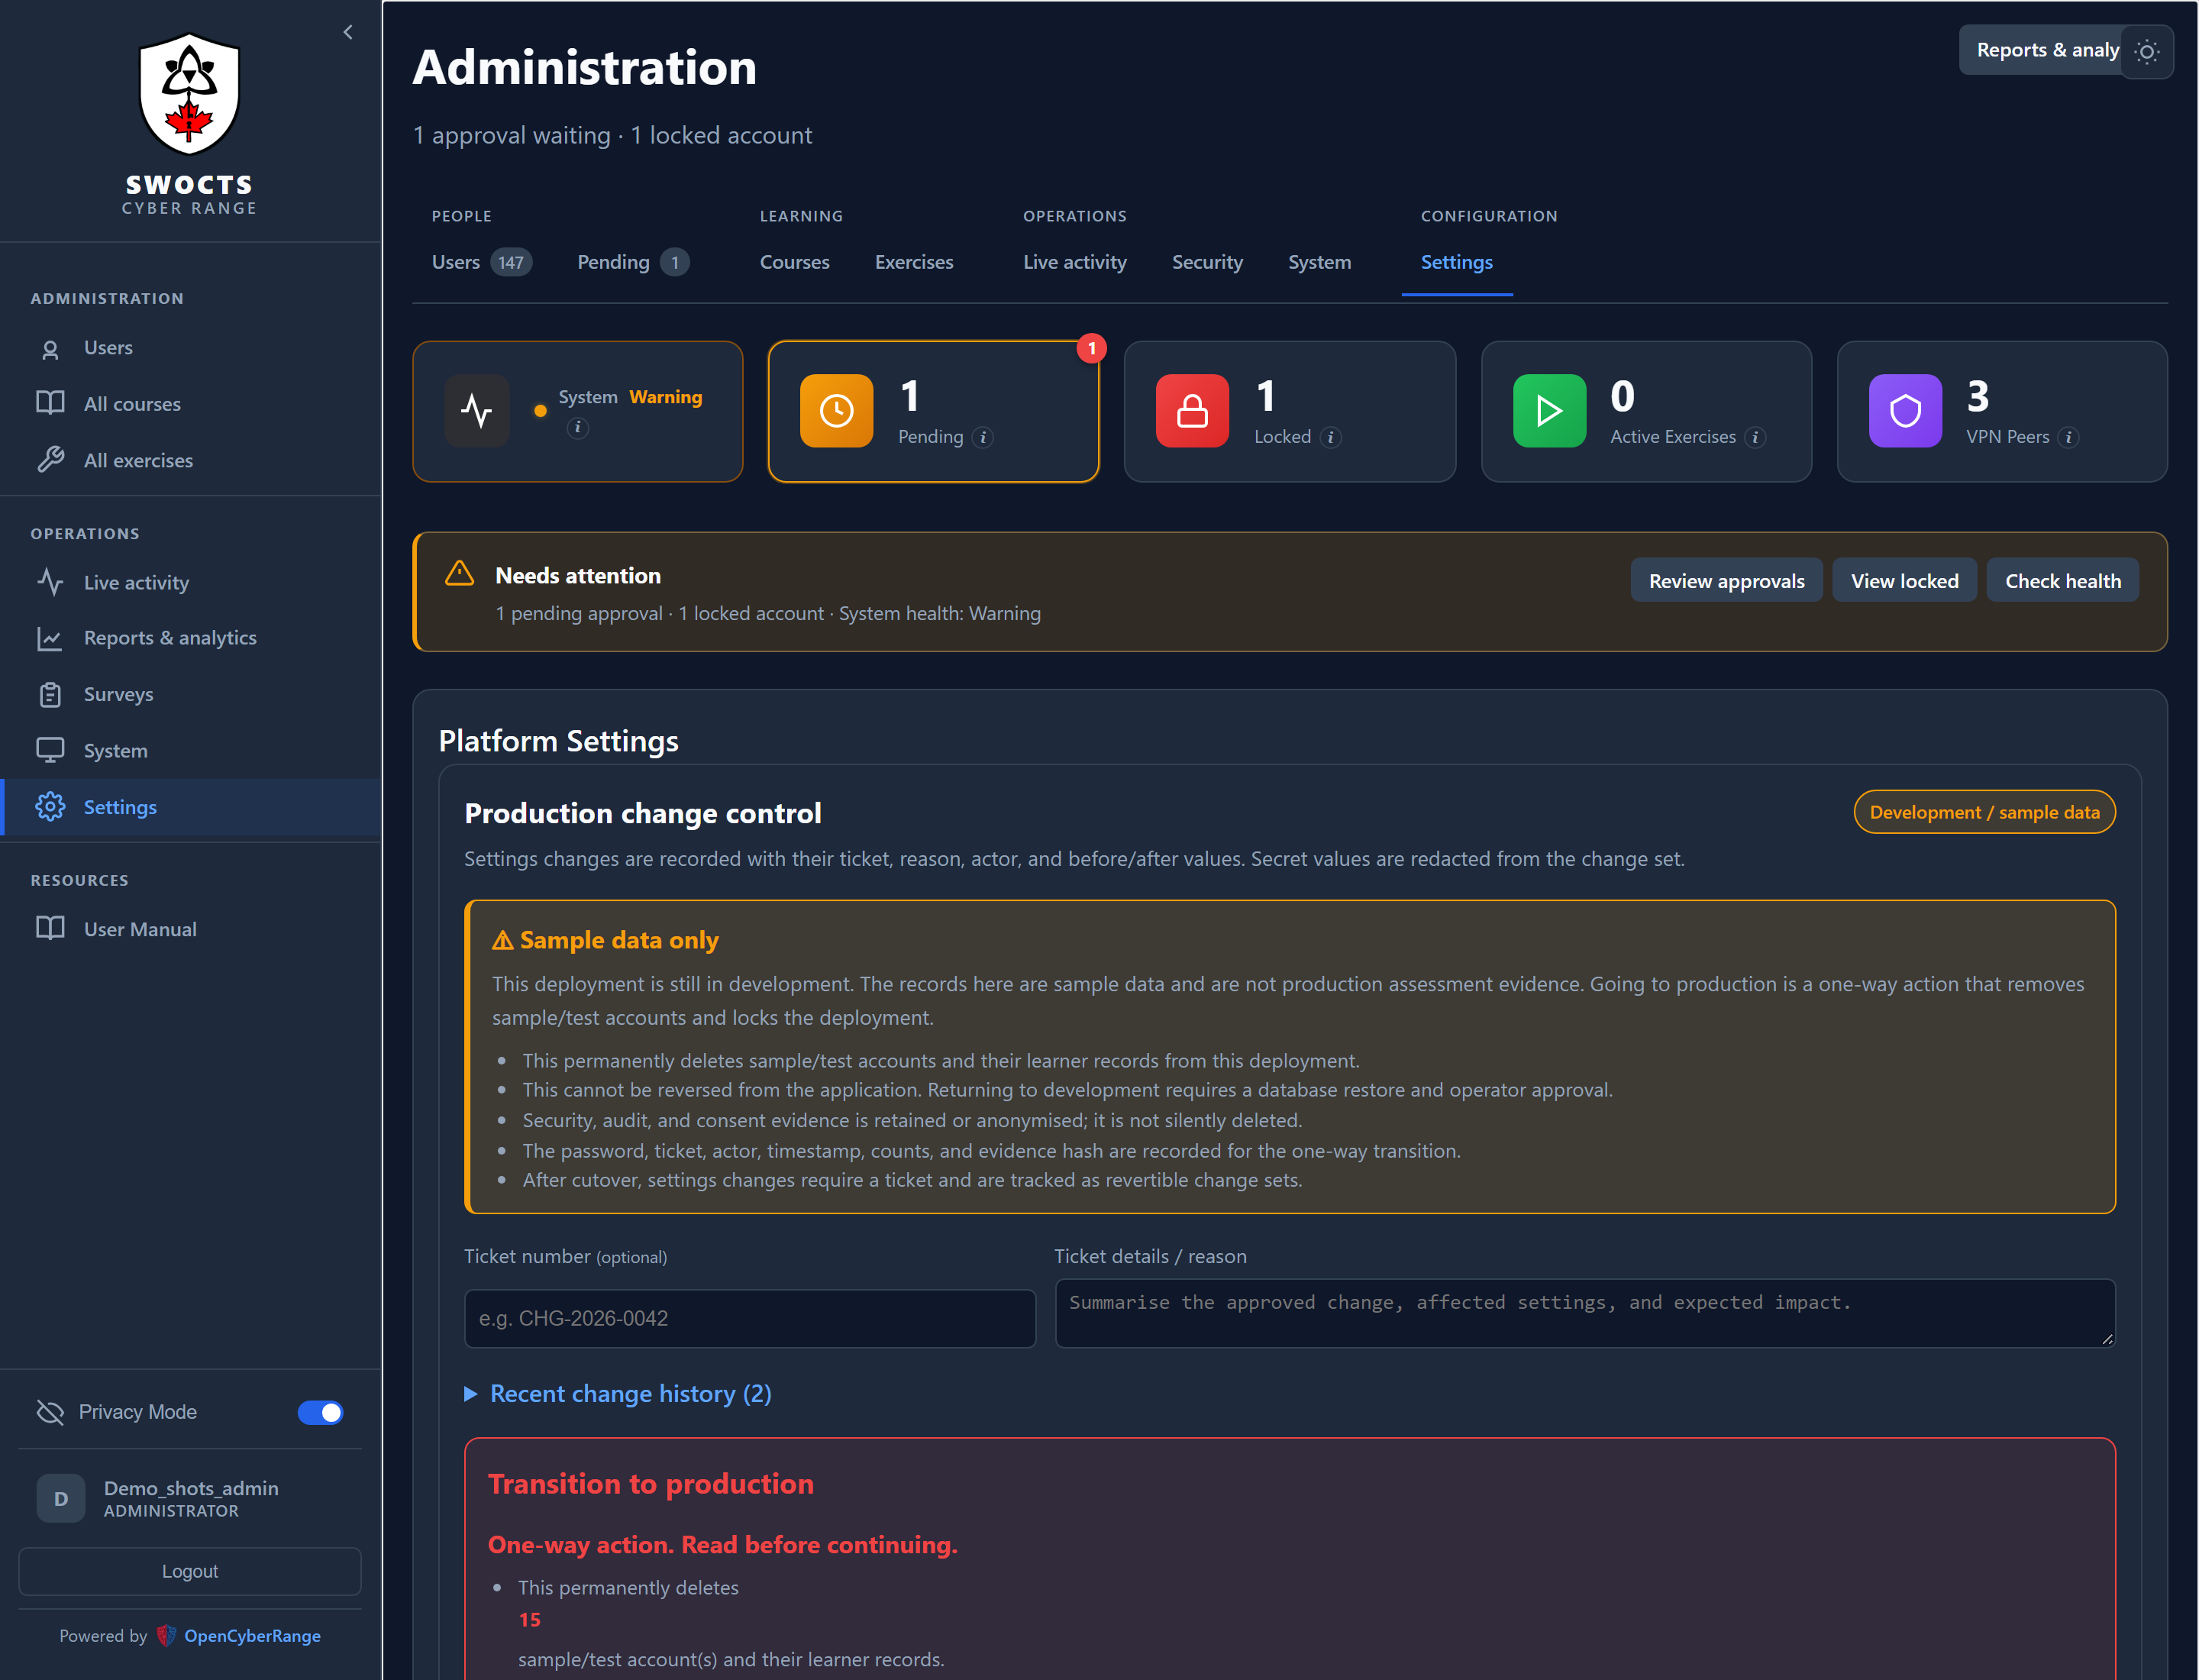 SWOCTS
CYBER RANGE
ADMINISTRATION
Users
All courses
All exercises
OPERATIONS
Live activity
Reports & analytics
Surveys
System
Settings
RESOURCES
User Manual
Privacy Mode
D
Demo_shots_admin
ADMINISTRATOR
Logout
Powered by OpenCyberRange
Administration
Reports & analy
1 approval waiting · 1 locked account
PEOPLE LEARNING OPERATIONS CONFIGURATION
Users 147 Pending 1 Courses Exercises Live activity Security System Settings
System Warning
i
1
1
Pending i
1
Locked i
0
Active Exercises i
3
VPN Peers i
Needs attention
1 pending approval · 1 locked account · System health: Warning
Review approvals View locked Check health
Platform Settings
Production change control
Development / sample data
Settings changes are recorded with their ticket, reason, actor, and before/after values. Secret values are redacted from the change set.
⚠ Sample data only
This deployment is still in development. The records here are sample data and are not production assessment evidence. Going to production is a one-way action that removes
sample/test accounts and locks the deployment.
• This permanently deletes sample/test accounts and their learner records from this deployment.
• This cannot be reversed from the application. Returning to development requires a database restore and operator approval.
• Security, audit, and consent evidence is retained or anonymised; it is not silently deleted.
• The password, ticket, actor, timestamp, counts, and evidence hash are recorded for the one-way transition.
• After cutover, settings changes require a ticket and are tracked as revertible change sets.
Ticket number (optional)
e.g. CHG-2026-0042
Ticket details / reason
Summarise the approved change, affected settings, and expected impact.
▶ Recent change history (2)
Transition to production
One-way action. Read before continuing.
• This permanently deletes
15
sample/test account(s) and their learner records.